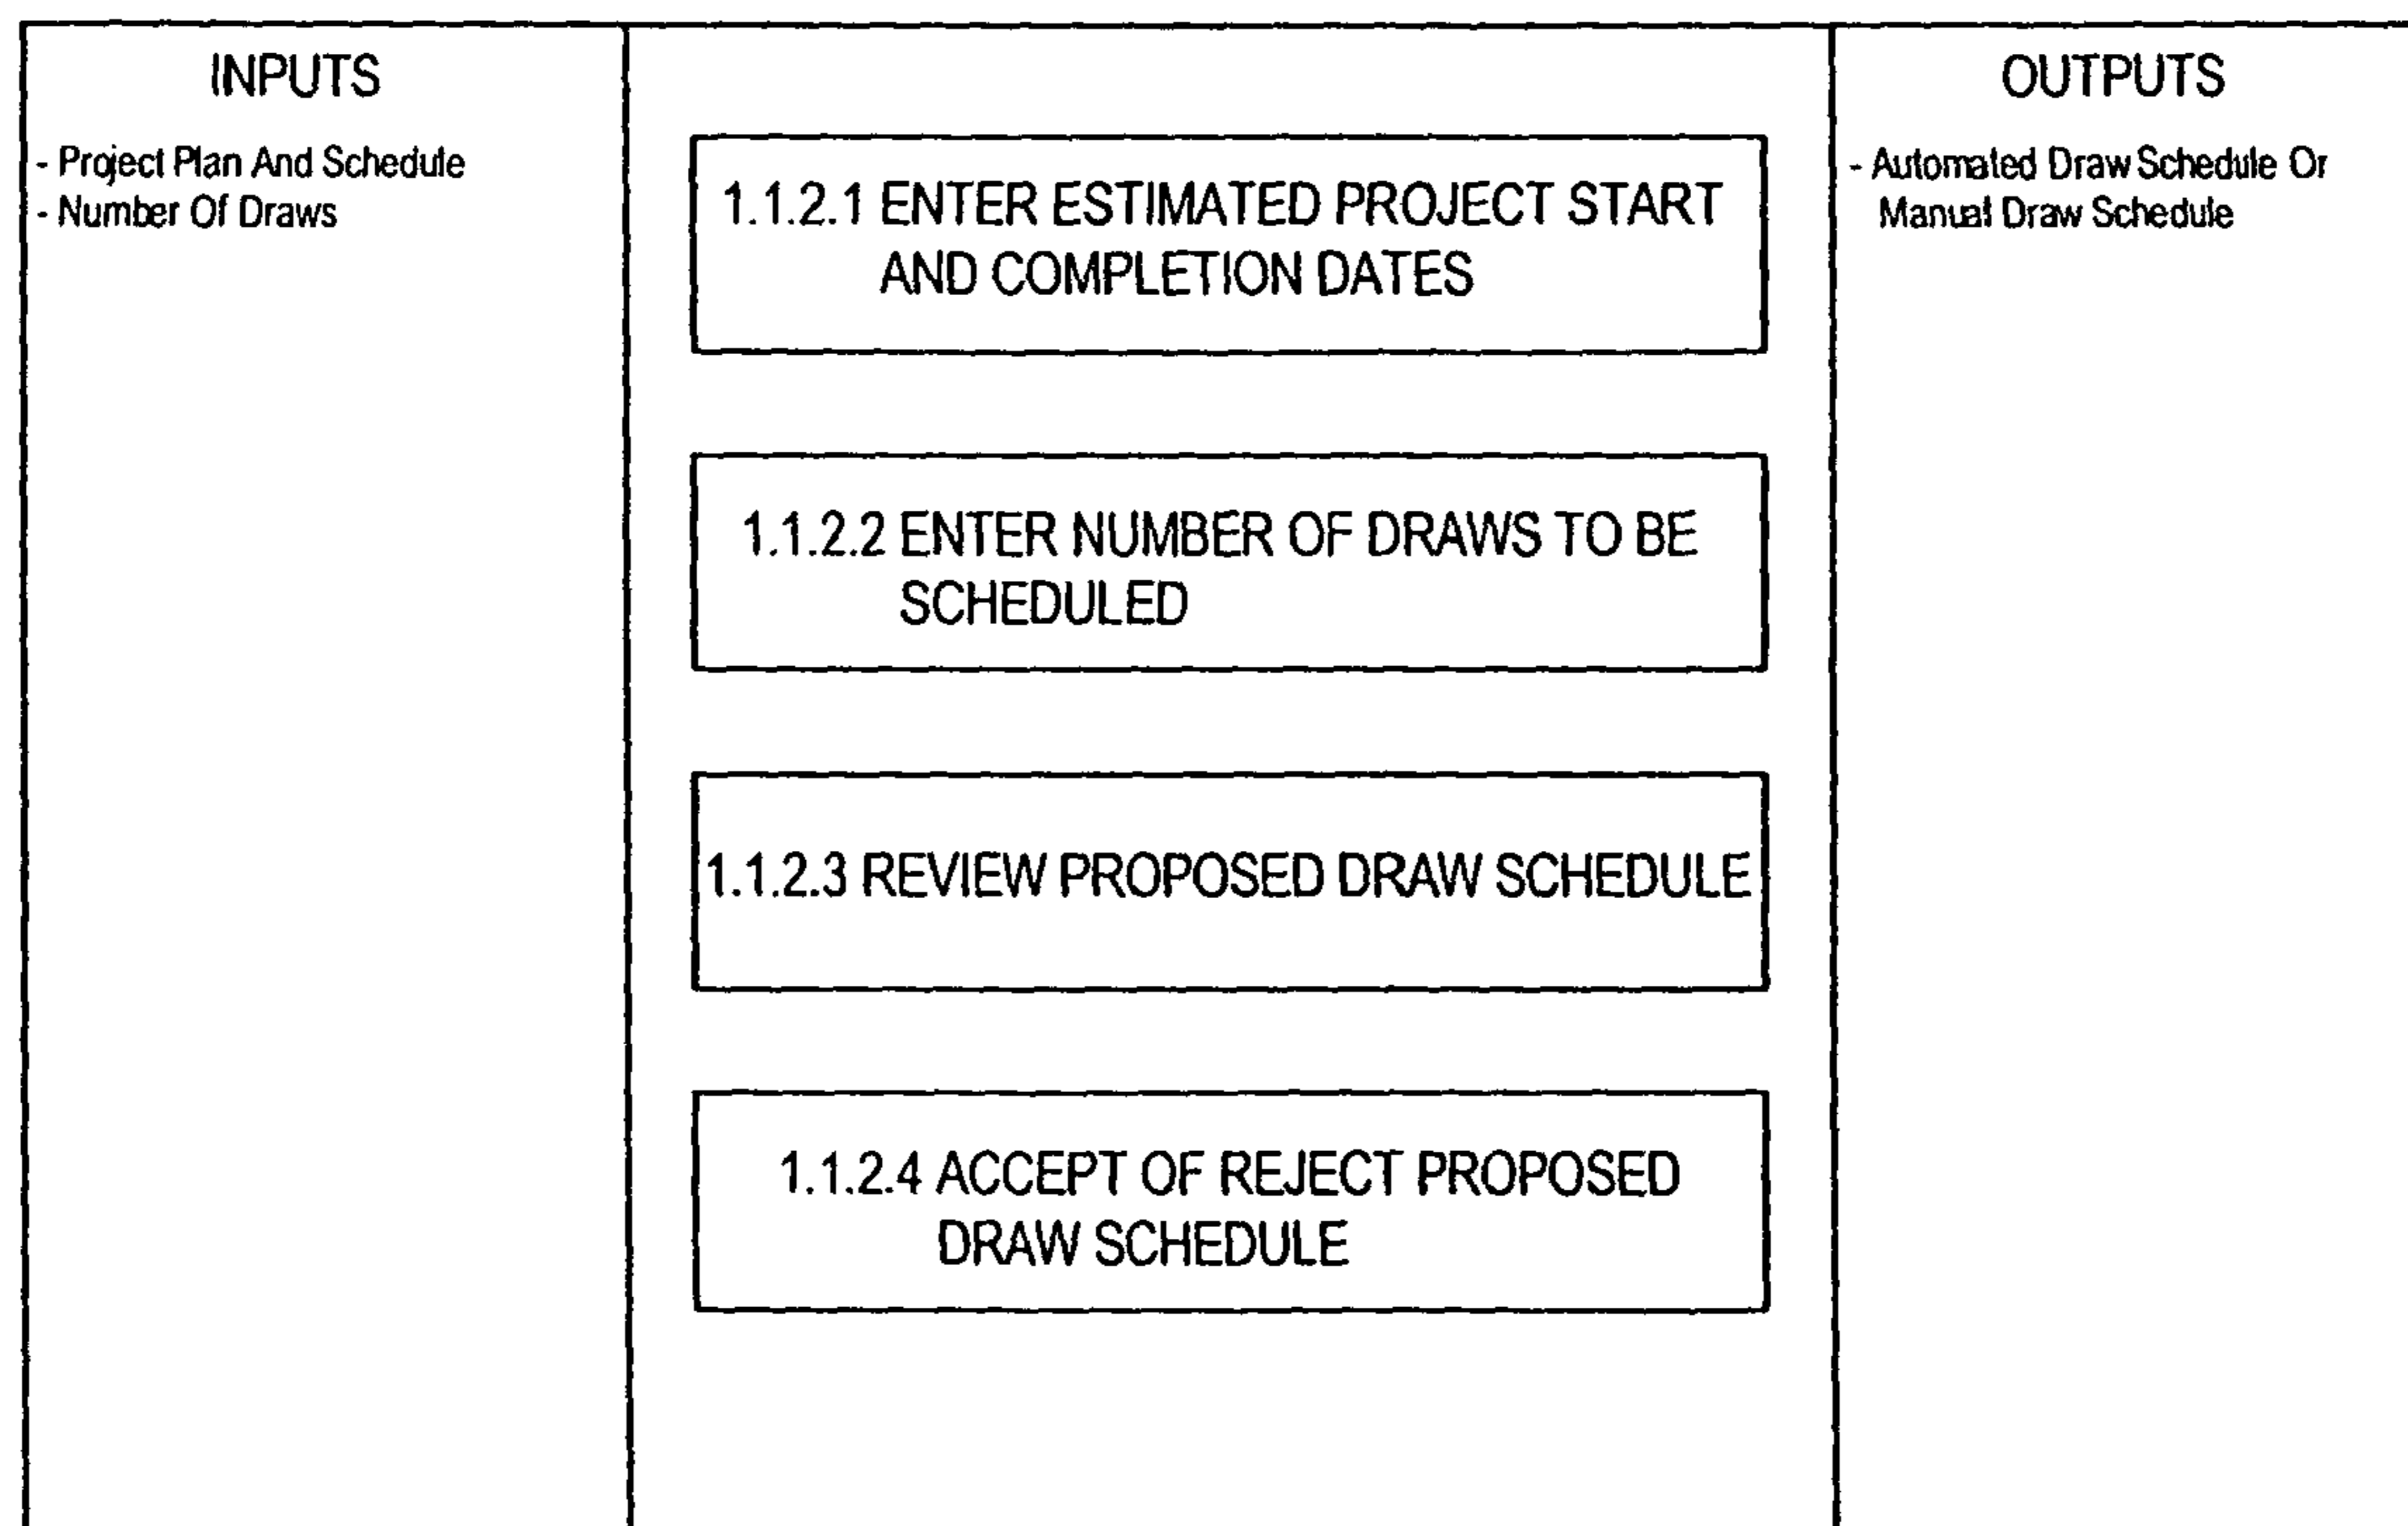 INPUTS
- Project Plan And Schedule
- Number Of Draws
1.1.2.1 ENTER ESTIMATED PROJECT START
AND COMPLETION DATES
1.1.2.2 ENTER NUMBER OF DRAWS TO BE
SCHEDULED
1.1.2.3 REVIEW PROPOSED DRAW SCHEDULE
1.1.2.4 ACCEPT OF REJECT PROPOSED
DRAW SCHEDULE
OUTPUTS
- Automated Draw Schedule Or
Manual Draw Schedule